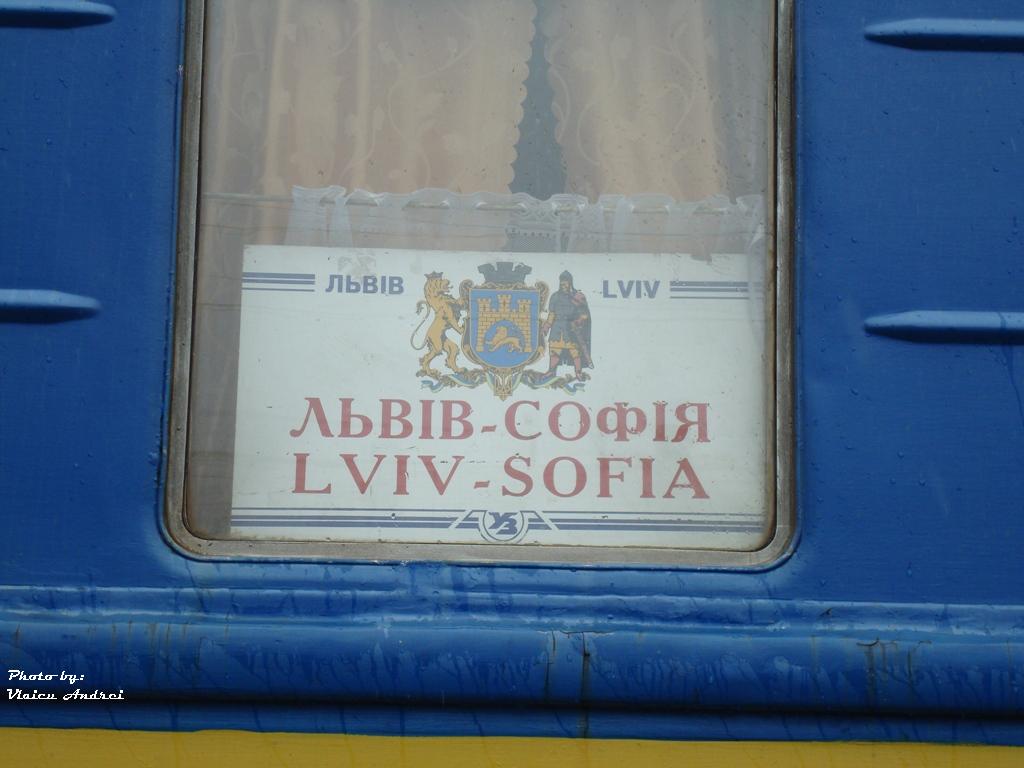 ЛЬВІВ LVIV
ЛЬВІВ-СОФІЯ
LVIV-SOFIA
УЗ
Photo by:
Vlaicu Andrei